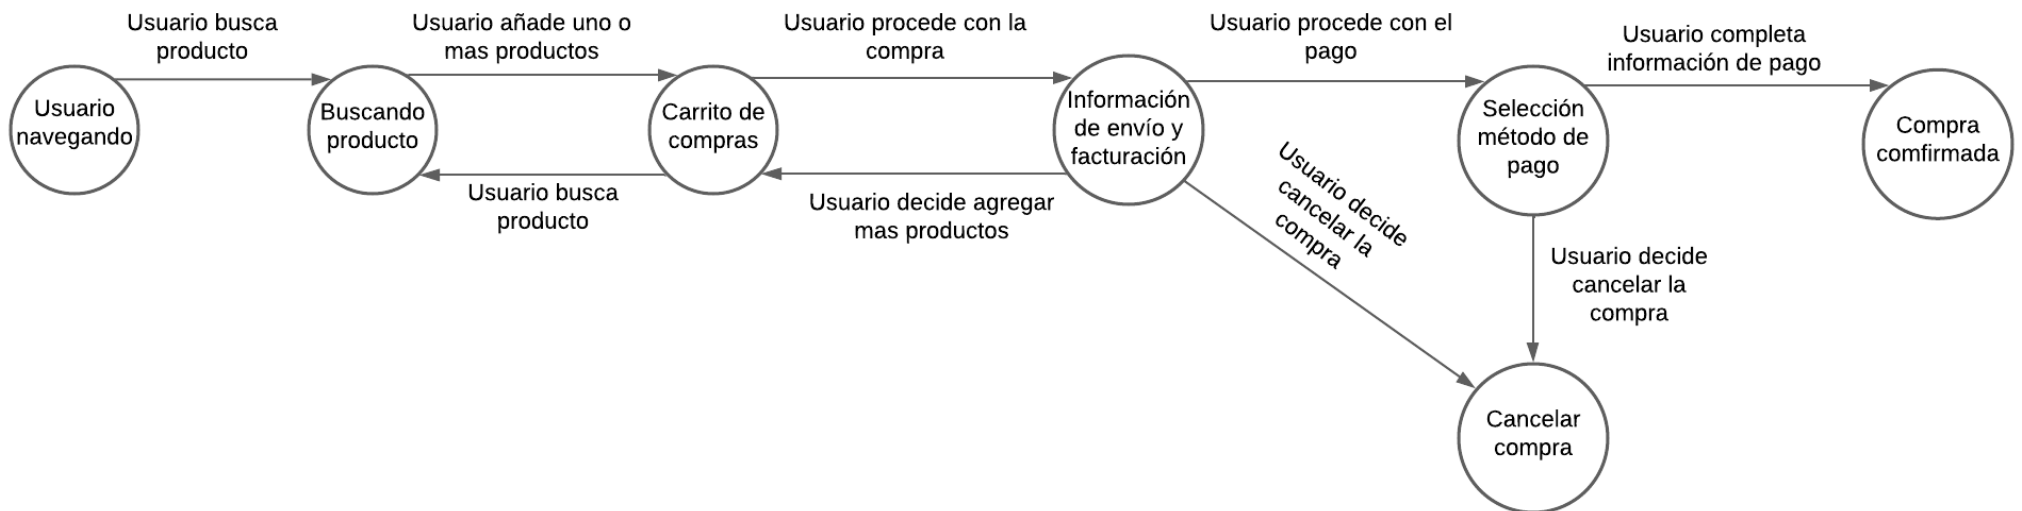 Usuario busca
producto
Usuario añade uno o
mas productos
Usuario procede con la
compra
Usuario procede con el
pago
Usuario completa
información de pago
Usuario
navegando
Buscando
producto
Carrito de
compras
Información
de envío y
facturación
Selección
método de
pago
Compra
comfirmada
Usuario busca
producto
Usuario decide agregar
mas productos
Usuario decide
cancelar la
compra
Usuario decide
cancelar la
compra
Cancelar
compra